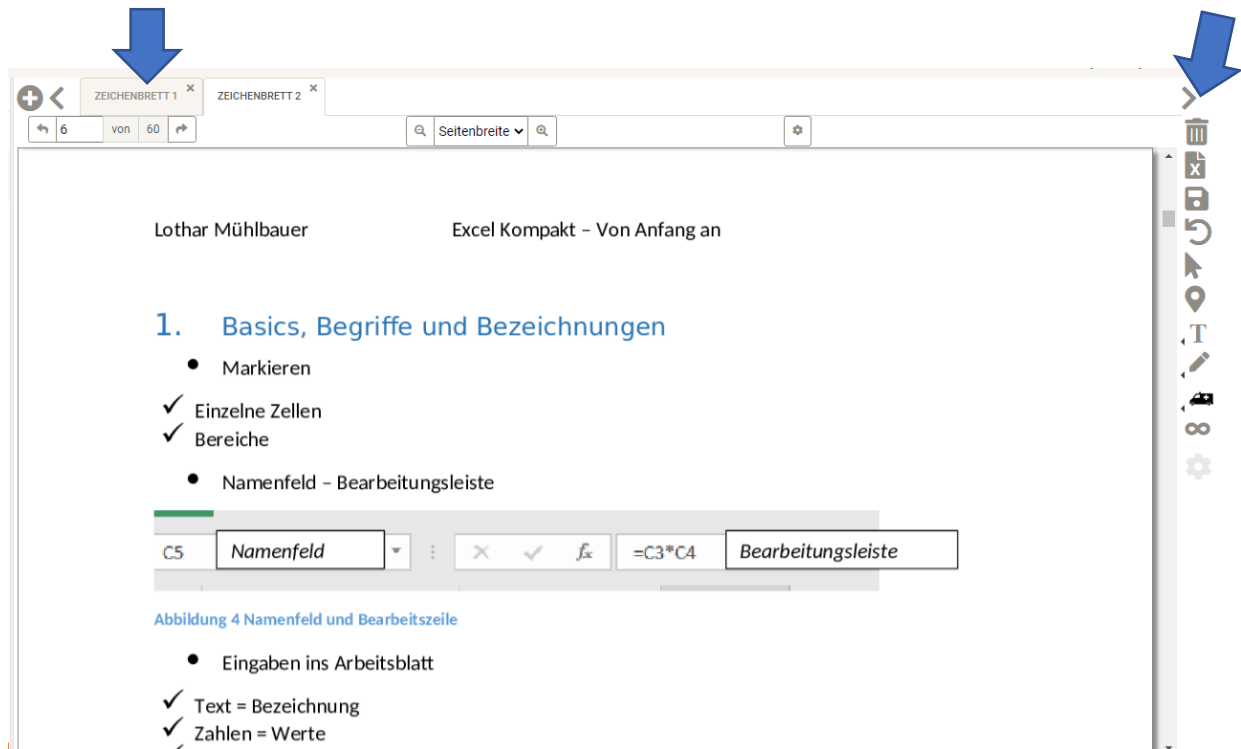 ZEICHENBRETT 1 ×
ZEICHENBRETT 2 ×
6 von 60
Seitenbreite
Lothar Mühlbauer Excel Kompakt – Von Anfang an
1. Basics, Begriffe und Bezeichnungen
• Markieren
✓ Einzelne Zellen
✓ Bereiche
• Namenfeld – Bearbeitungsleiste
C5 Namenfeld fx =C3*C4 Bearbeitungsleiste
Abbildung 4 Namenfeld und Bearbeitszeile
• Eingaben ins Arbeitsblatt
✓ Text = Bezeichnung
✓ Zahlen = Werte